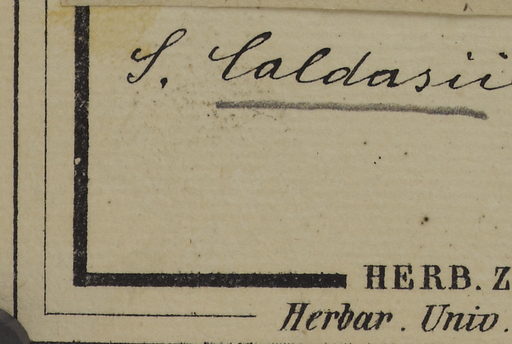 S. Caldasii
HERB. Z
Herbar. Univ.